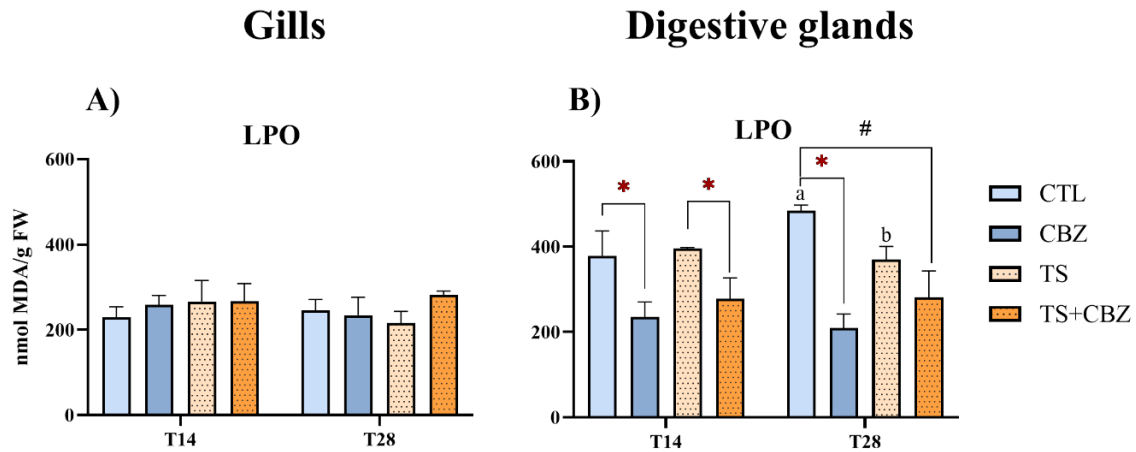 Gills
Digestive glands
A)
LPO
nmol MDA/g FW
600
400
200
0
T14
T28
B)
LPO
#
*
*
*
a
b
600
400
200
0
T14
T28
CTL
CBZ
TS
TS+CBZ